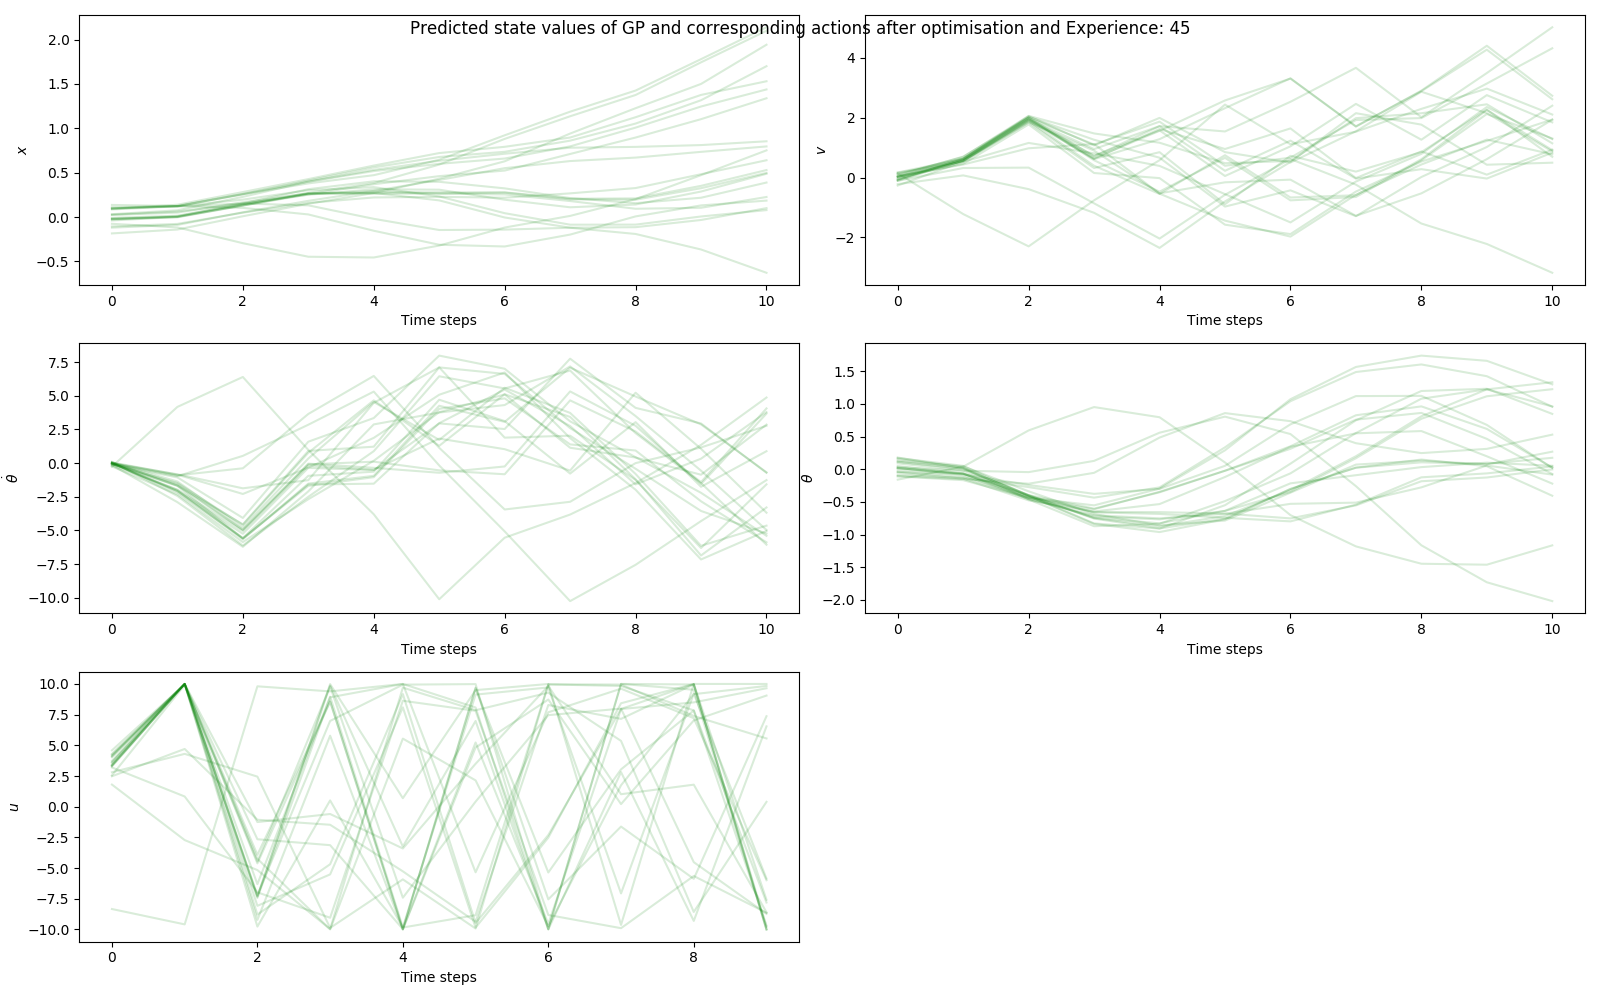 Predicted state values of GP and corresponding actions after optimisation and Experience: 45
2.0
1.5
1.0
0.5
0.0
−0.5
x
0 2 4 6 8 10
Time steps
4
2
0
−2
v
0 2 4 6 8 10
Time steps
7.5
5.0
2.5
0.0
−2.5
−5.0
−7.5
−10.0
θ̇
0 2 4 6 8 10
Time steps
1.5
1.0
0.5
0.0
−0.5
−1.0
−1.5
−2.0
θ
0 2 4 6 8 10
Time steps
10.0
7.5
5.0
2.5
0.0
−2.5
−5.0
−7.5
−10.0
u
0 2 4 6 8
Time steps